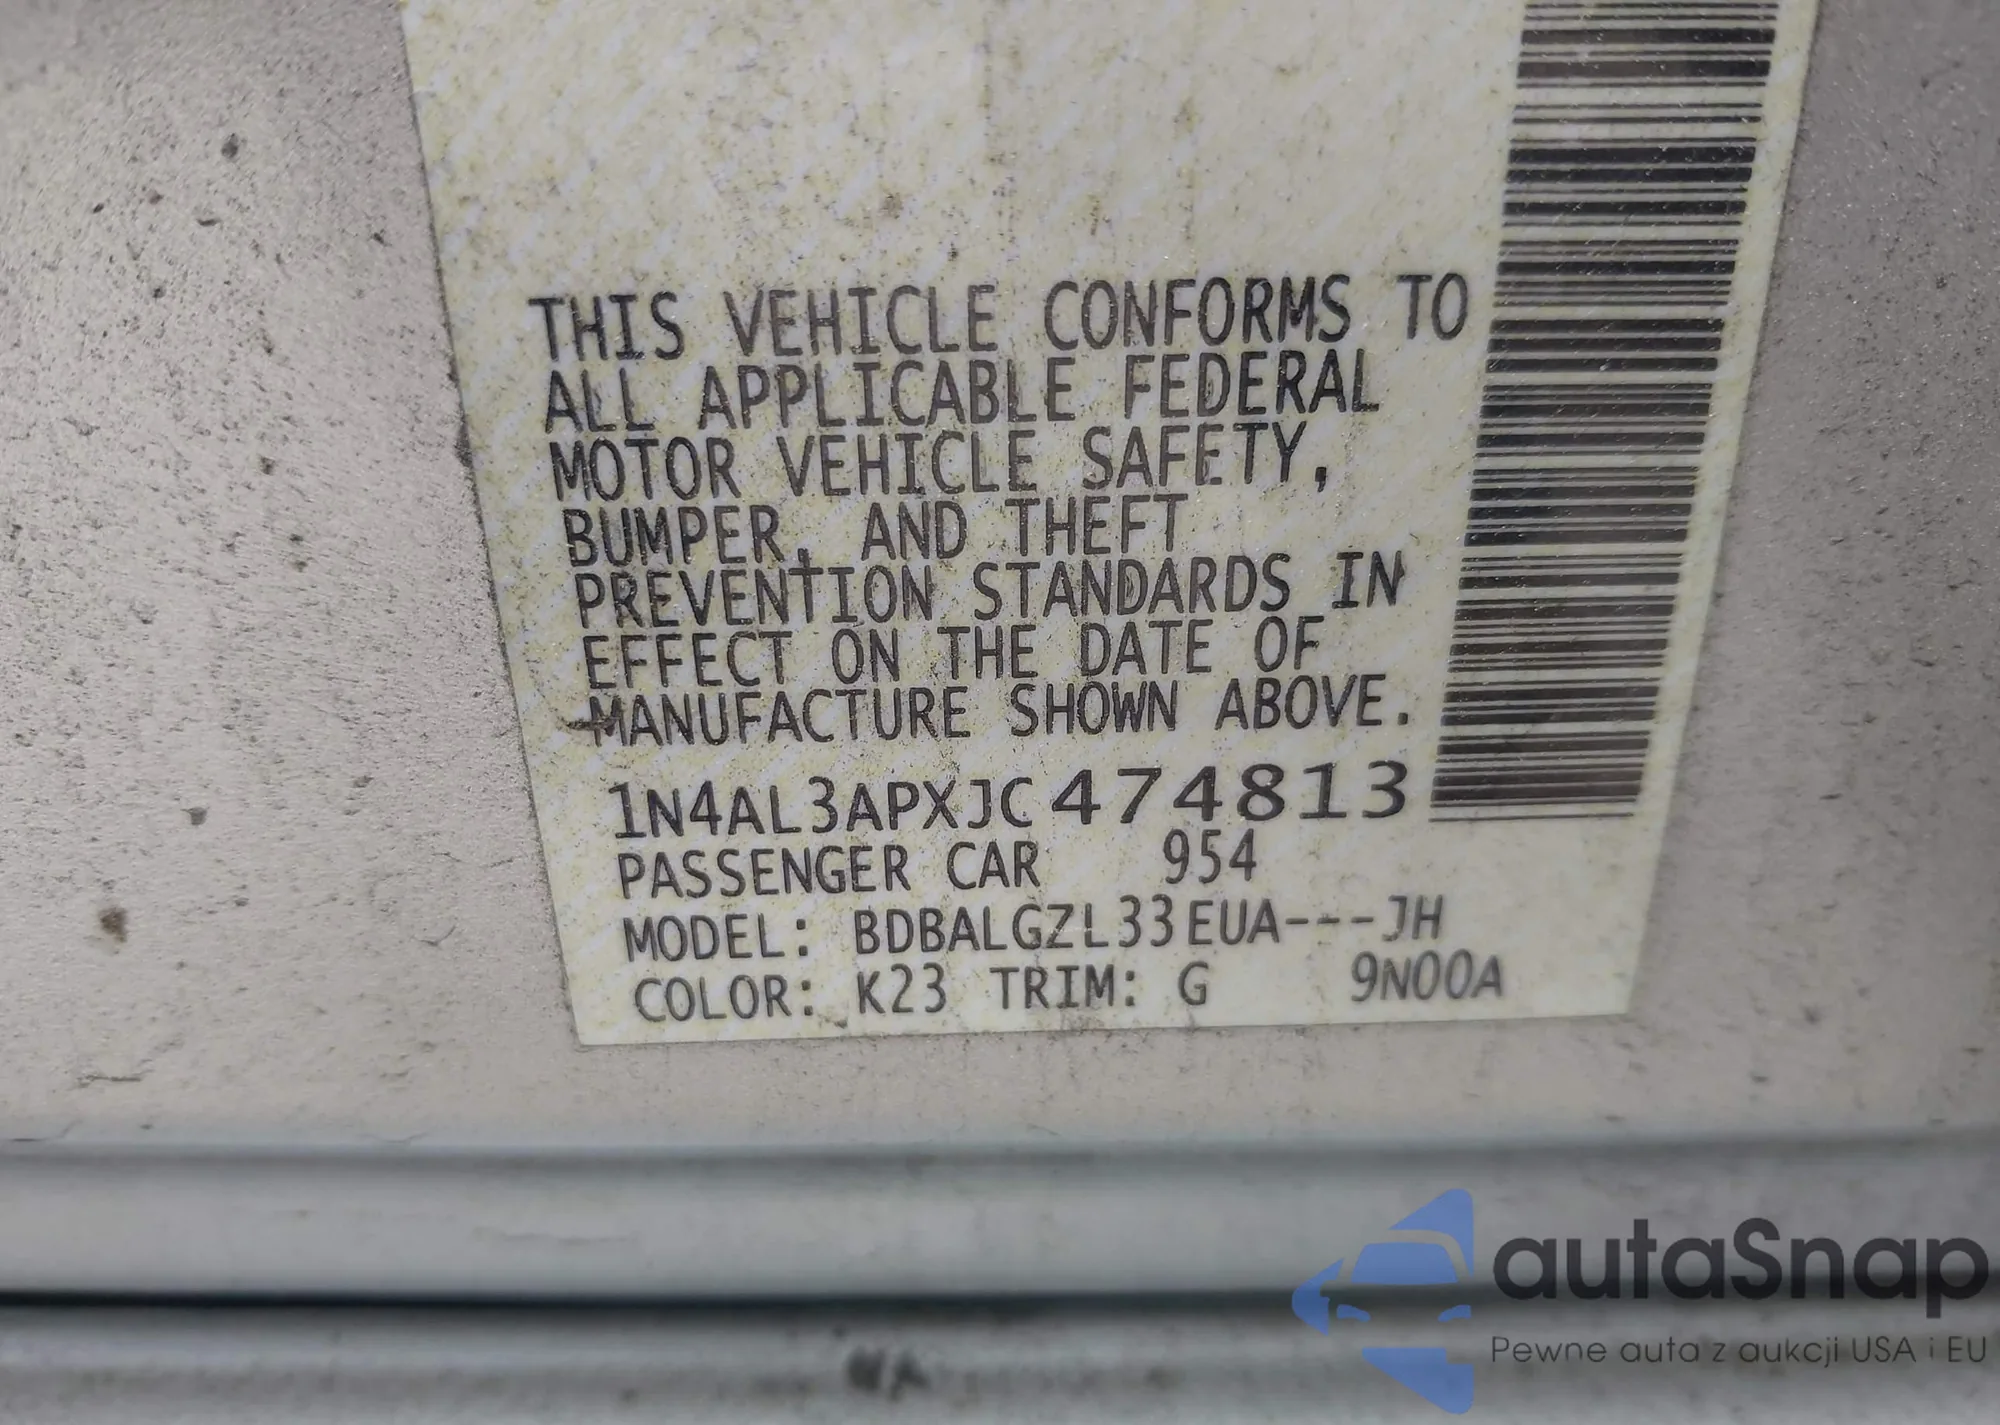 THIS VEHICLE CONFORMS TO
ALL APPLICABLE FEDERAL
MOTOR VEHICLE SAFETY,
BUMPER, AND THEFT
PREVENTION STANDARDS IN
EFFECT ON THE DATE OF
MANUFACTURE SHOWN ABOVE.
1N4AL3APXJC474813
PASSENGER CAR 954
MODEL: BDBALGZL33EUA---JH
COLOR: K23 TRIM: G 9N00A
autaSnap
Pewne auta z aukcji USA i EU